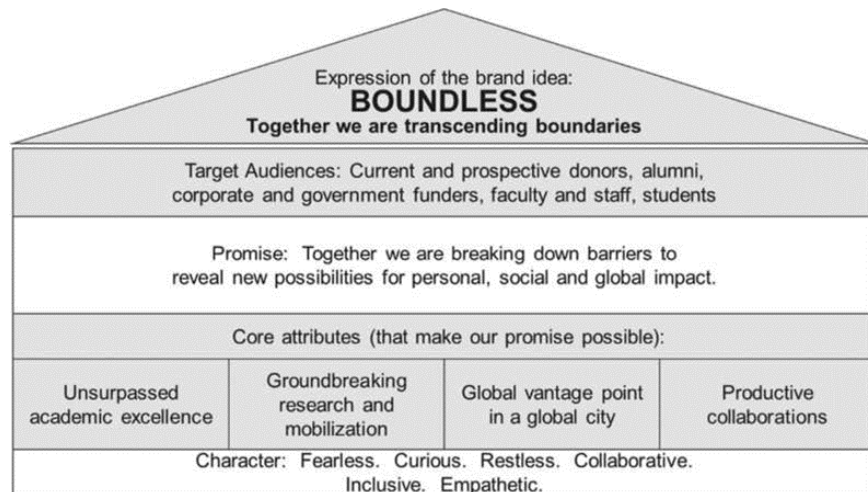 Expression of the brand idea:
BOUNDLESS
Together we are transcending boundaries
Target Audiences: Current and prospective donors, alumni,
corporate and government funders, faculty and staff, students
Promise: Together we are breaking down barriers to
reveal new possibilities for personal, social and global impact.
Core attributes (that make our promise possible):
Unsurpassed
academic excellence
Groundbreaking
research and
mobilization
Global vantage point
in a global city
Productive
collaborations
Character: Fearless. Curious. Restless. Collaborative.
Inclusive. Empathetic.